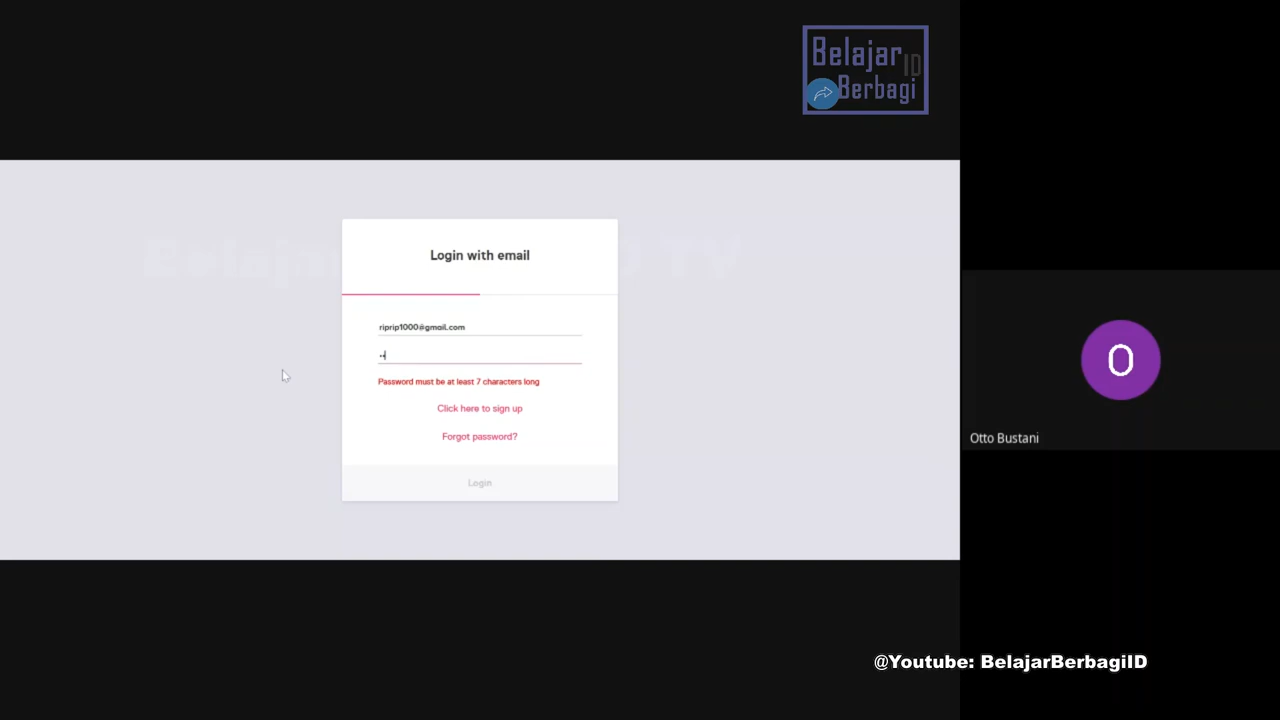 Belajar
ID
Berbagi
Login with email
riprip1000@gmail.com
Password must be at least 7 characters long
Click here to sign up
Forgot password?
Login
O
Otto Bustani
@Youtube: BelajarBerbagiID